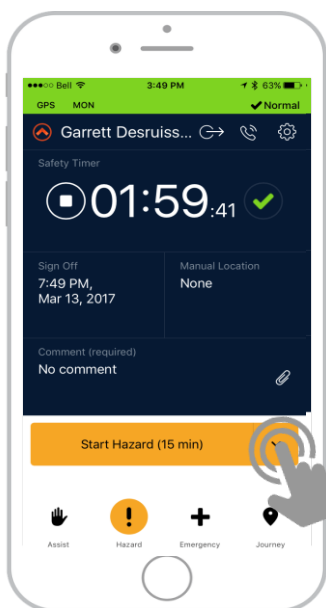 Bell 3:49 PM 63%
GPS MON Normal
Garrett Desruiss...
Safety Timer
01:59:41
Sign Off Manual Location
7:49 PM, None
Mar 13, 2017
Comment (required)
No comment
Start Hazard (15 min)
Assist Hazard Emergency Journey